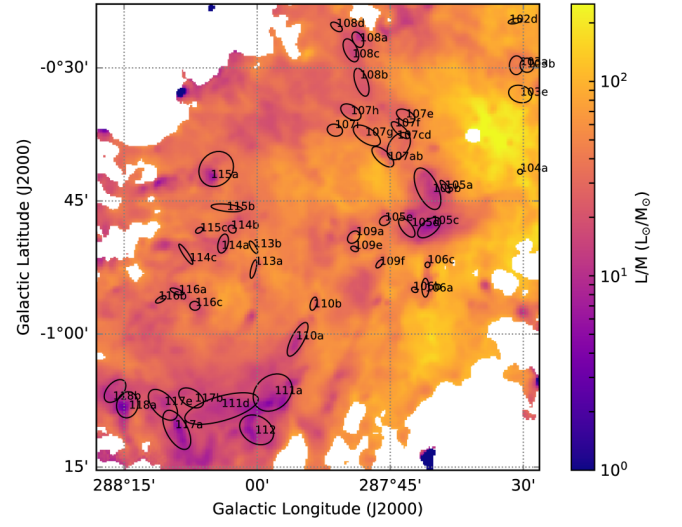 102d
108d
108a
108c
103b
108b
103e
107h
107e
107f
107i
107g
107cd
107ab
104a
115a
105a
105b
115b
105e
105c
115c
114b
109a
114a
113b
109e
114c
113a
109f
106c
116a
116b
106b
106a
116c
110b
110a
118b
117e
117b
111d
111a
118a
117a
112
-0°30'
45'
-1°00'
15'
288°15'
00'
287°45'
30'
Galactic Longitude (J2000)
Galactic Latitude (J2000)
10²
10¹
10⁰
L/M (L☉/M☉)